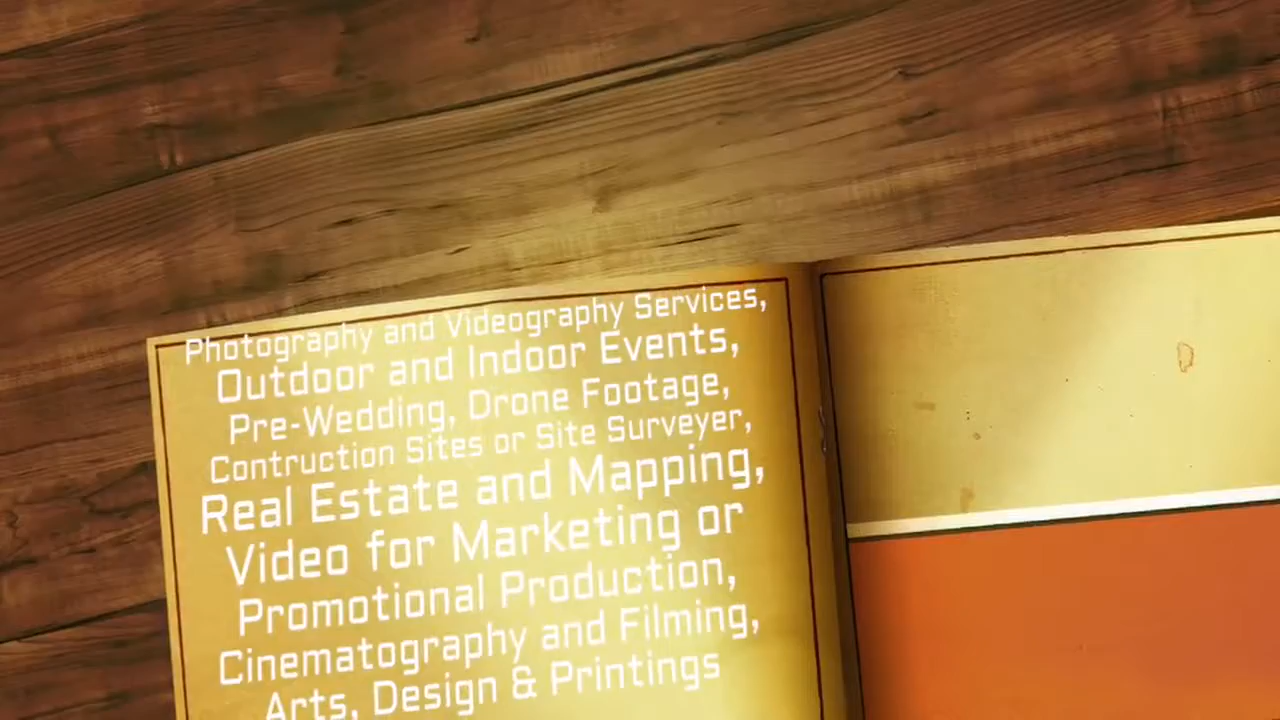 Photography and Videography Services,
Outdoor and Indoor Events,
Pre-Wedding, Drone Footage,
Contruction Sites or Site Surveyer,
Real Estate and Mapping,
Video for Marketing or
Promotional Production,
Cinematography and Filming,
Arts, Design & Printings